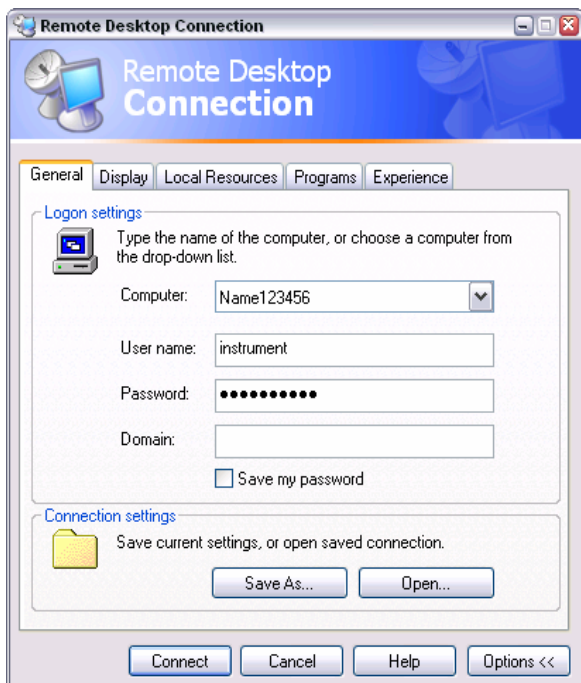 Remote Desktop Connection
Remote Desktop
Connection
General Display Local Resources Programs Experience
Logon settings
Type the name of the computer, or choose a computer from
the drop-down list.
Computer: Name123456
User name: instrument
Password: ••••••••••
Domain:
Save my password
Connection settings
Save current settings, or open saved connection.
Save As... Open...
Connect Cancel Help Options <<